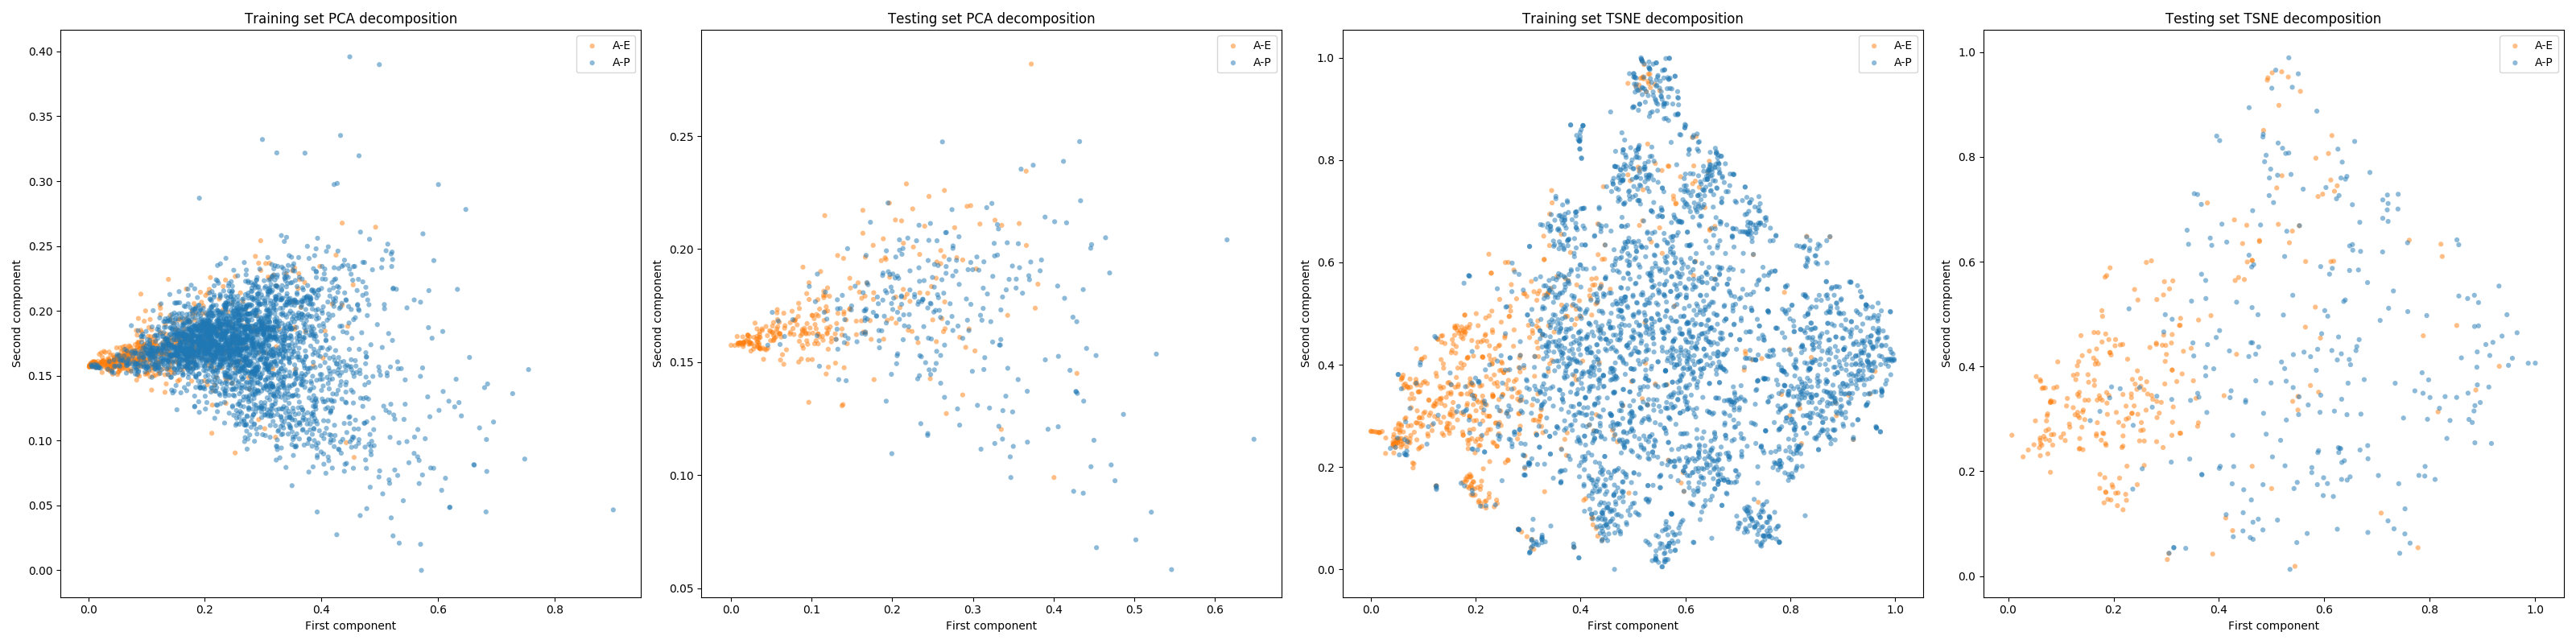 Training set PCA decomposition
A-E
A-P
0.40
0.35
0.30
0.25
0.20
0.15
0.10
0.05
0.00
Second component
0.0 0.2 0.4 0.6 0.8
First component
Testing set PCA decomposition
A-E
A-P
0.25
0.20
0.15
0.10
0.05
Second component
0.0 0.1 0.2 0.3 0.4 0.5 0.6
First component
Training set TSNE decomposition
A-E
A-P
1.0
0.8
0.6
0.4
0.2
0.0
Second component
0.0 0.2 0.4 0.6 0.8 1.0
First component
Testing set TSNE decomposition
A-E
A-P
1.0
0.8
0.6
0.4
0.2
0.0
Second component
0.0 0.2 0.4 0.6 0.8 1.0
First component